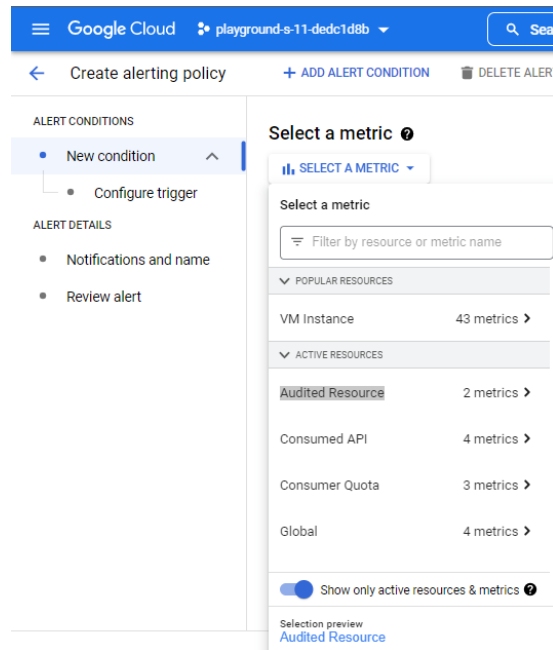 Google Cloud playground-s-11-dedc1d8b Sea
Create alerting policy + ADD ALERT CONDITION DELETE ALER
ALERT CONDITIONS
New condition
Configure trigger
ALERT DETAILS
Notifications and name
Review alert
Select a metric ?
SELECT A METRIC
Select a metric
Filter by resource or metric name
POPULAR RESOURCES
VM Instance 43 metrics
ACTIVE RESOURCES
Audited Resource 2 metrics
Consumed API 4 metrics
Consumer Quota 3 metrics
Global 4 metrics
Show only active resources & metrics ?
Selection preview
Audited Resource